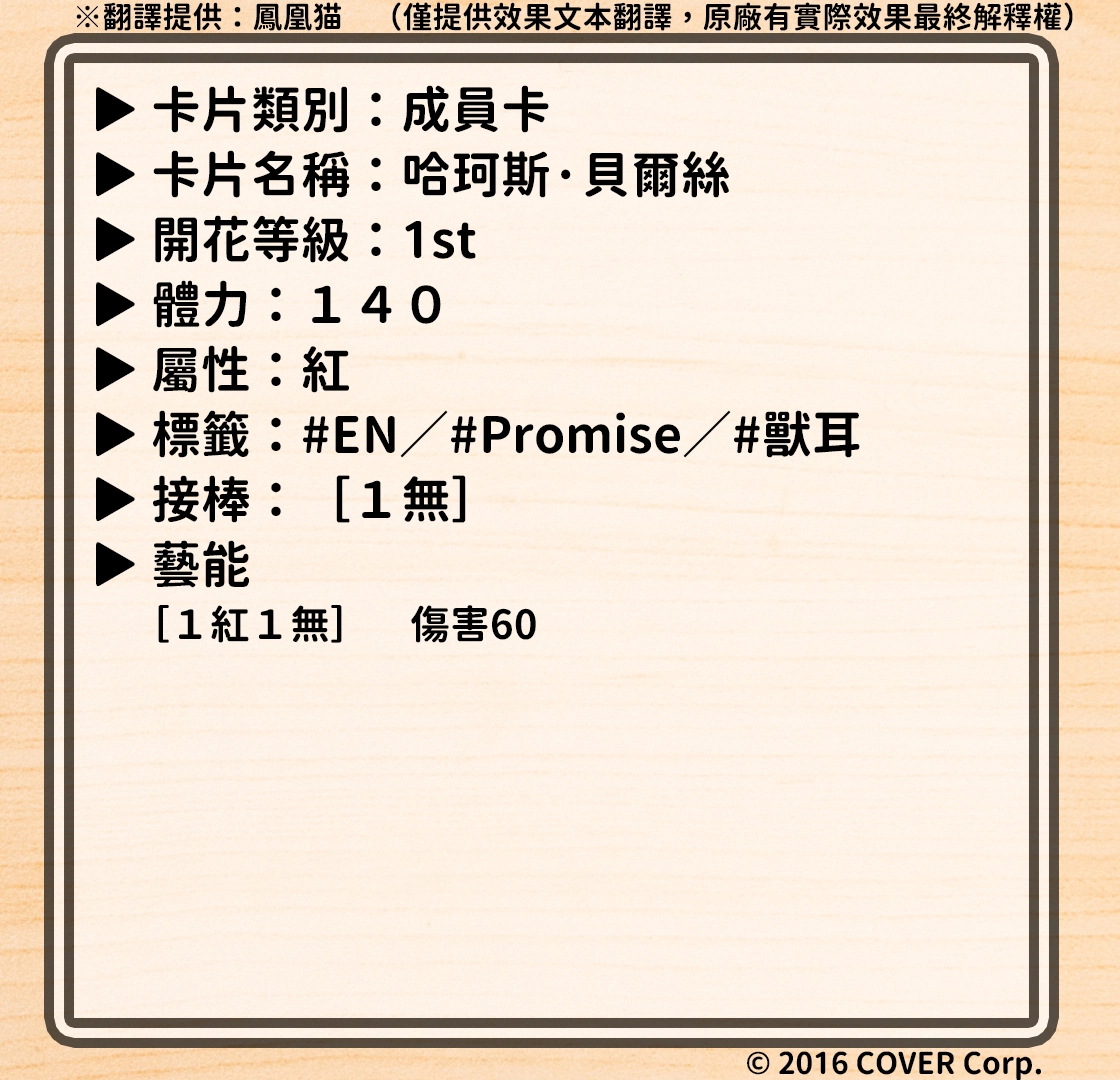 ※翻譯提供：鳳凰猫　（僅提供效果文本翻譯，原廠有實際效果最終解釋權）
▶ 卡片類別：成員卡
▶ 卡片名稱：哈珂斯·貝爾絲
▶ 開花等級：1st
▶ 體力：１４０
▶ 屬性：紅
▶ 標籤：#EN／#Promise／#獸耳
▶ 接棒：［１無］
▶ 藝能
［１紅１無］　傷害60
© 2016 COVER Corp.